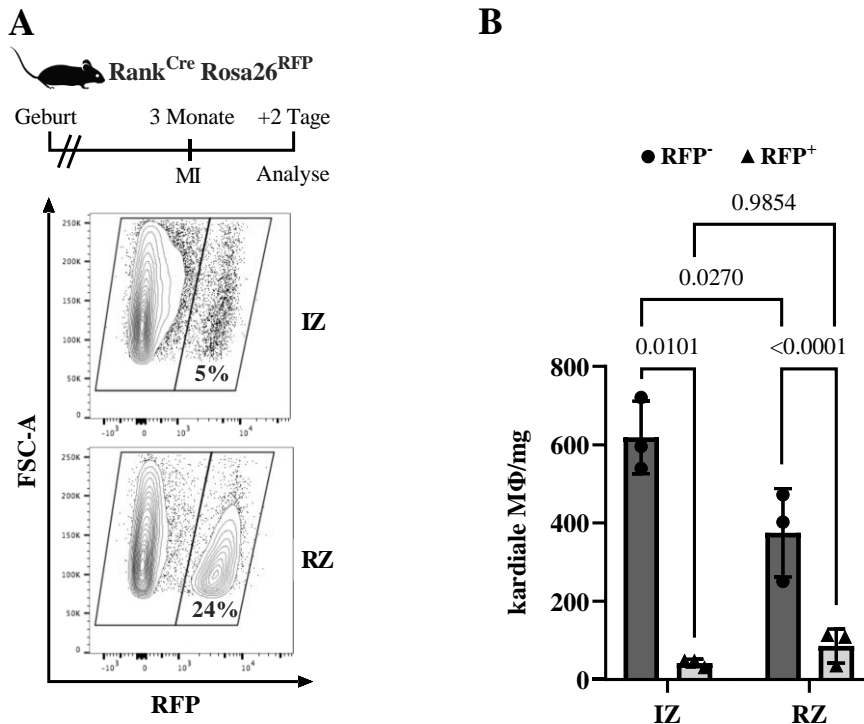 A
Rank^Cre Rosa26^RFP
Geburt 3 Monate +2 Tage
MI Analyse
250K
200K
150K
100K
50K
0
5%
-10³ 0 10³ 10⁴
IZ
250K
200K
150K
100K
50K
0
24%
-10³ 0 10³ 10⁴
RZ
FSC-A
RFP
B
RFP⁻ RFP⁺
0.9854
0.0270
0.0101 <0.0001
800
600
400
200
0
kardiale MΦ/mg
IZ RZ